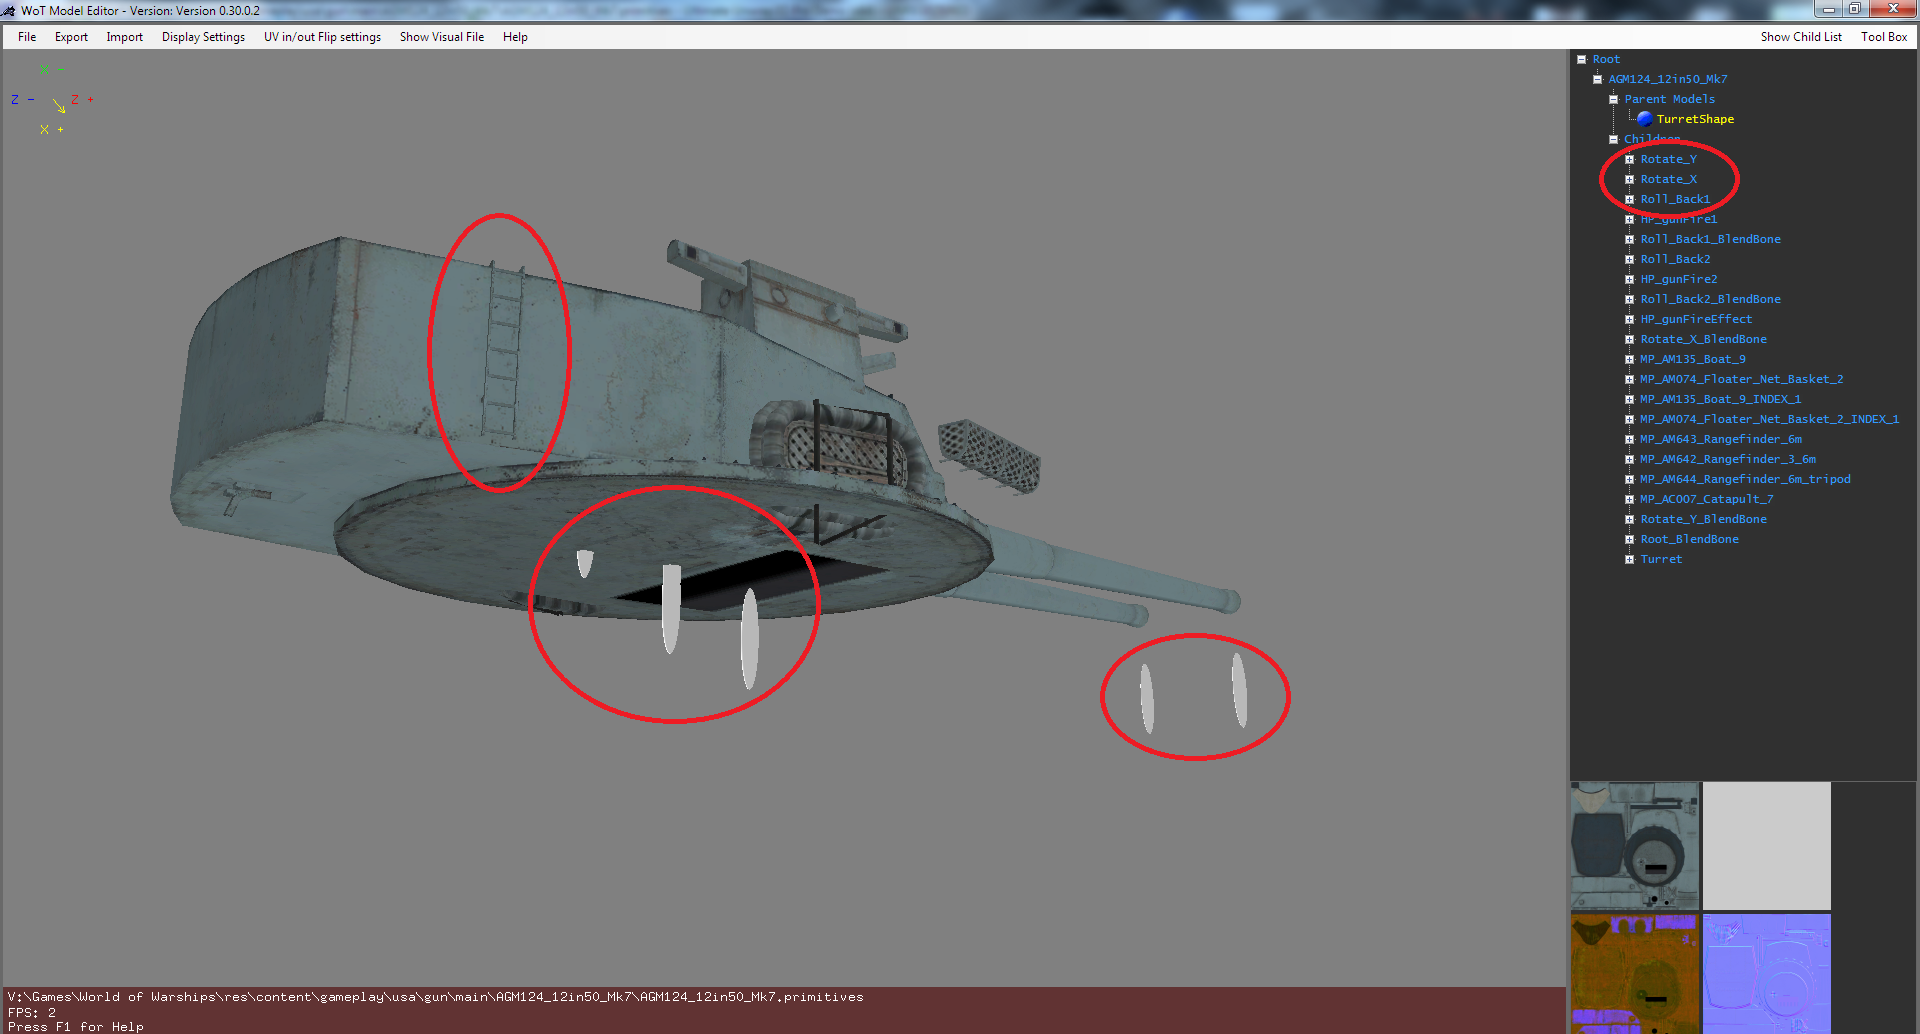 WoT Model Editor - Version: Version 0.30.0.2
File Export Import Display Settings UV in/out Flip settings Show Visual File Help Show Child List Tool Box
X -
Z - Z +
X +
Root
AGM124_12in50_Mk7
Parent Models
TurretShape
Children
Rotate_Y
Rotate_X
Roll_Back1
HP_gunFire1
Roll_Back1_BlendBone
Roll_Back2
HP_gunFire2
Roll_Back2_BlendBone
HP_gunFireEffect
Rotate_X_BlendBone
MP_AM135_Boat_9
MP_AM074_Floater_Net_Basket_2
MP_AM135_Boat_9_INDEX_1
MP_AM074_Floater_Net_Basket_2_INDEX_1
MP_AM643_Rangefinder_6m
MP_AM642_Rangefinder_3_6m
MP_AM644_Rangefinder_6m_tripod
MP_AC007_Catapult_7
Rotate_Y_BlendBone
Root_BlendBone
Turret
V:\Games\World of Warships\res\content\gameplay\usa\gun\main\AGM124_12in50_Mk7\AGM124_12in50_Mk7.primitives
FPS: 2
Press F1 for Help